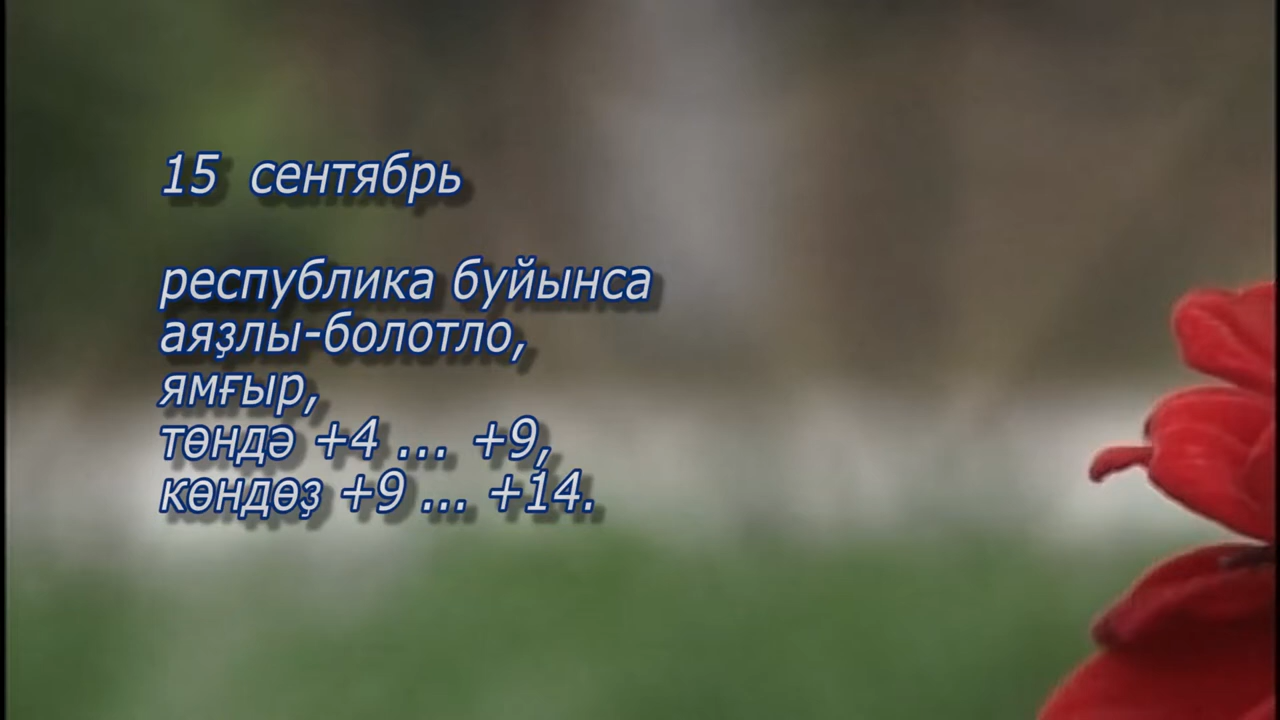 15 сентябрь
республика буйынса
аяҙлы-болотло,
ямғыр,
төндә +4 ... +9,
көндөҙ +9 ... +14.